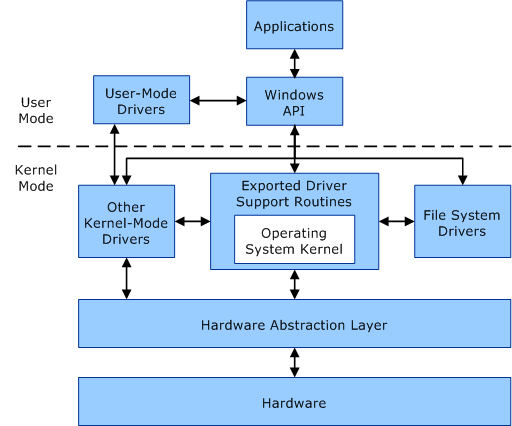 Applications
User-Mode
Drivers
Windows
API
User
Mode
Kernel
Mode
Other
Kernel-Mode
Drivers
Exported Driver
Support Routines
Operating
System Kernel
File System
Drivers
Hardware Abstraction Layer
Hardware